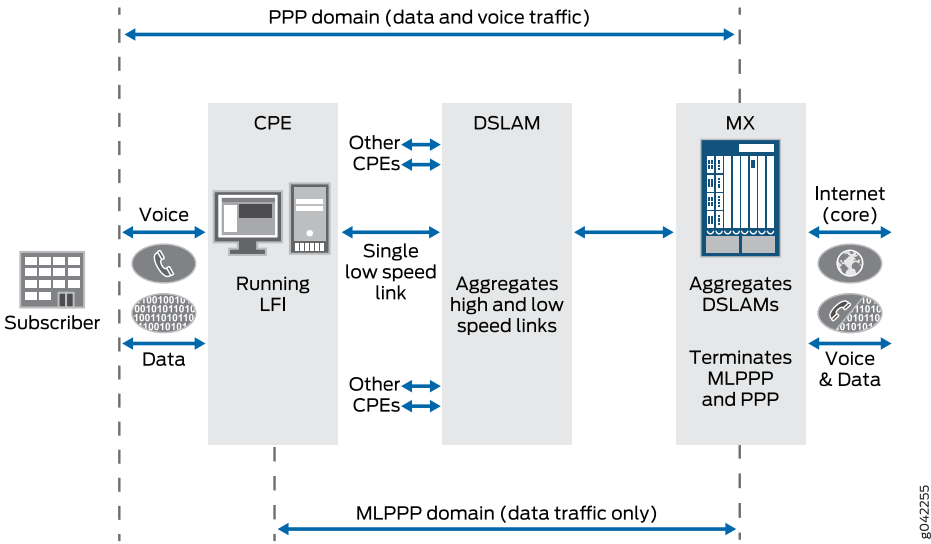 PPP domain (data and voice traffic)
CPE
DSLAM
MX
Other
CPEs
Voice
Internet
(core)
Single
low speed
link
Running
LFI
Aggregates
high and low
speed links
Aggregates
DSLAMs
Subscriber
Data
Terminates
MLPPP
and PPP
Voice
& Data
Other
CPEs
MLPPP domain (data traffic only)
g042255